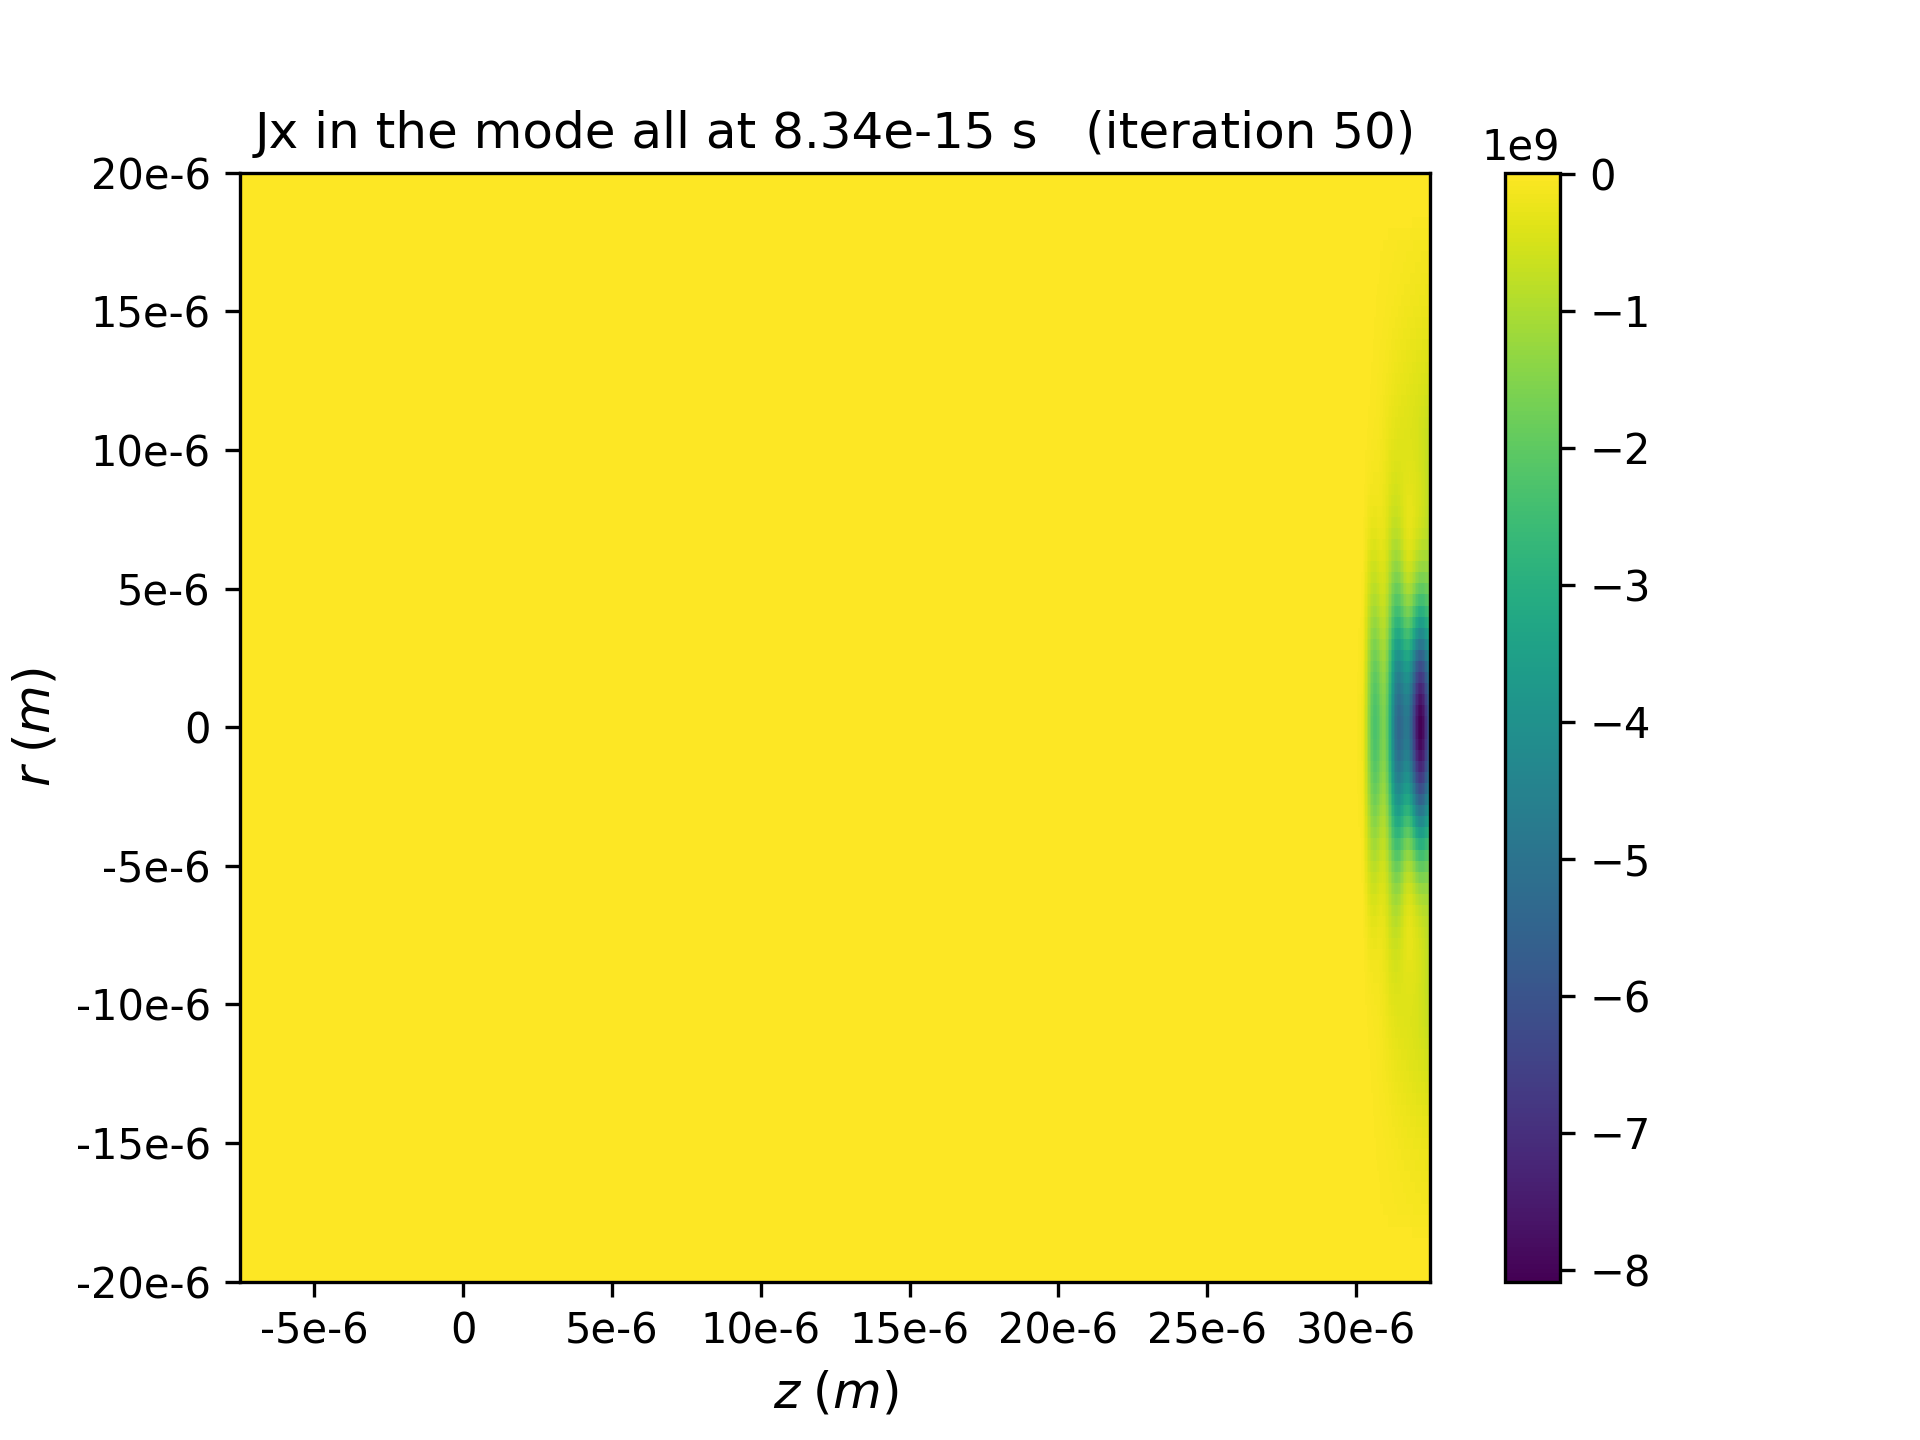 Jx in the mode all at 8.34e-15 s (iteration 50)
1e9
20e-6
15e-6
10e-6
5e-6
0
-5e-6
-10e-6
-15e-6
-20e-6
r (m)
-5e-6 0 5e-6 10e-6 15e-6 20e-6 25e-6 30e-6
z (m)
0
−1
−2
−3
−4
−5
−6
−7
−8